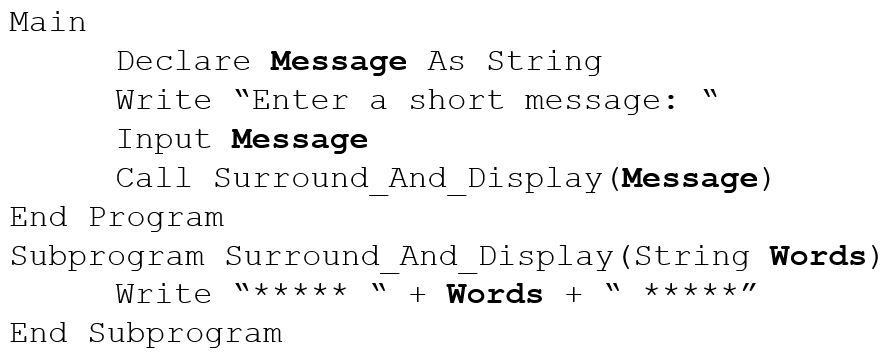 Main
Declare Message As String
Write “Enter a short message: “
Input Message
Call Surround_And_Display(Message)
End Program
Subprogram Surround_And_Display(String Words)
Write “***** “ + Words + “ *****”
End Subprogram